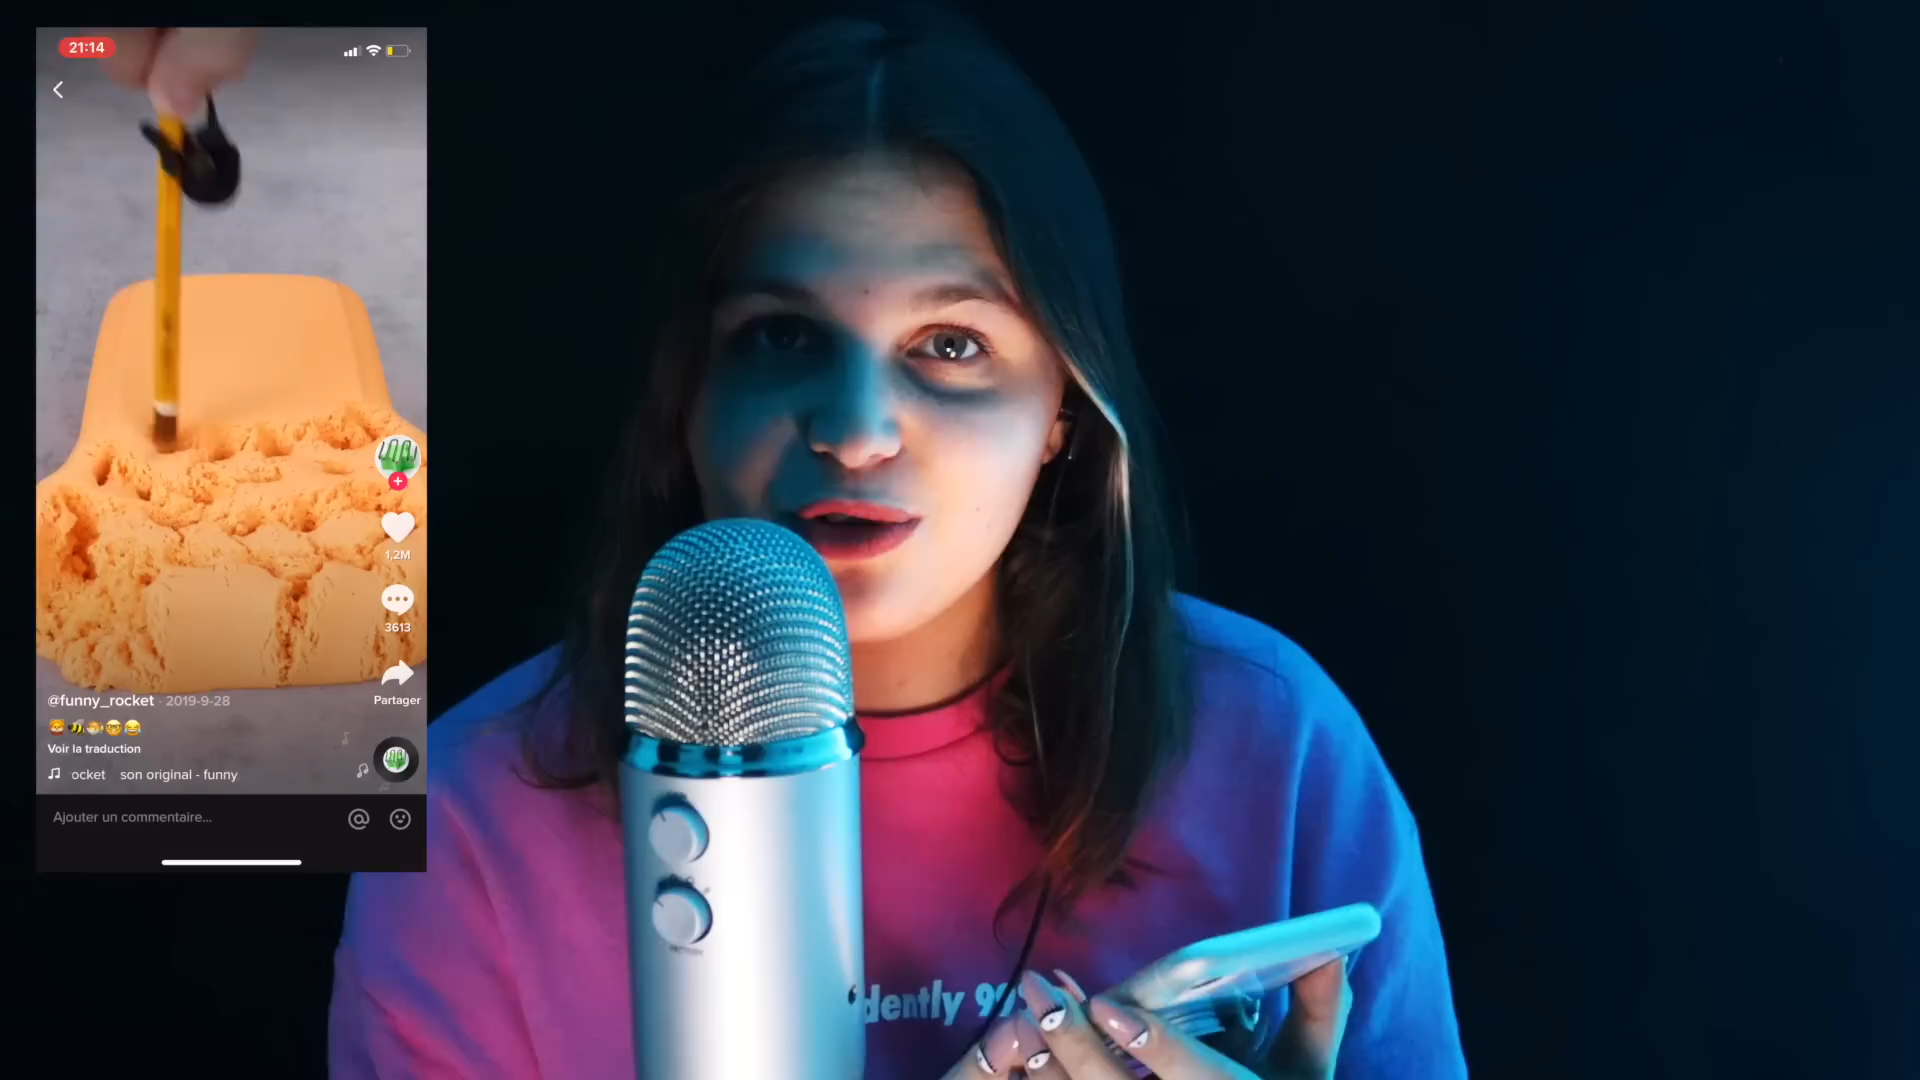 21:14
1,2M
3613
Partager
@funny_rocket · 2019-9-28
Voir la traduction
ocket son original - funny
Ajouter un commentaire...
dently 99